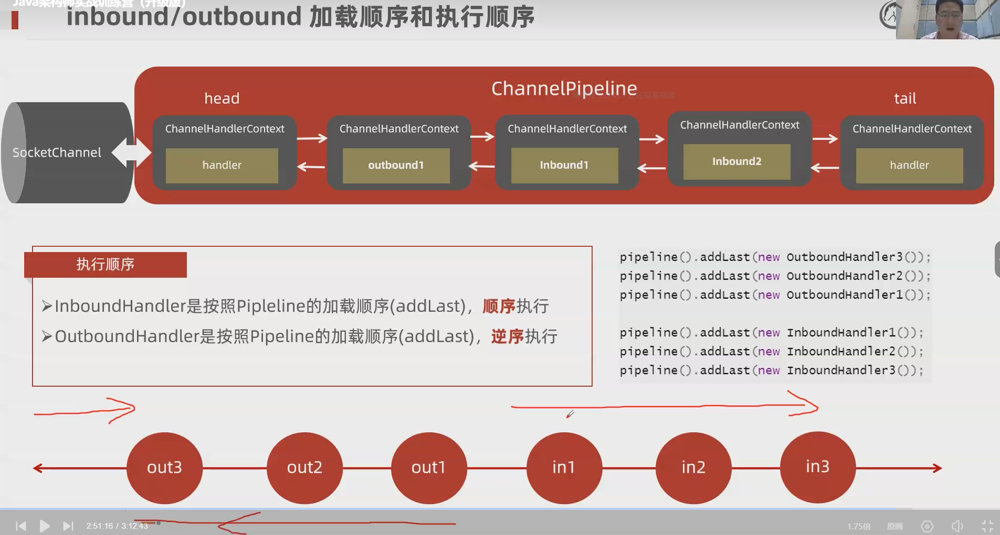 Java架构师实战训练营（升级版）
inbound/outbound 加载顺序和执行顺序
ChannelPipeline
正在观看视频
head
tail
SocketChannel
ChannelHandlerContext
handler
ChannelHandlerContext
outbound1
ChannelHandlerContext
Inbound1
ChannelHandlerContext
Inbound2
ChannelHandlerContext
handler
执行顺序
➢InboundHandler是按照Pipleline的加载顺序(addLast)，顺序执行
➢OutboundHandler是按照Pipeline的加载顺序(addLast)，逆序执行
pipeline().addLast(new OutboundHandler3());
pipeline().addLast(new OutboundHandler2());
pipeline().addLast(new OutboundHandler1());
pipeline().addLast(new InboundHandler1());
pipeline().addLast(new InboundHandler2());
pipeline().addLast(new InboundHandler3());
out3
out2
out1
in1
in2
in3
2:51:16 / 3:12:43
1.75倍
原画